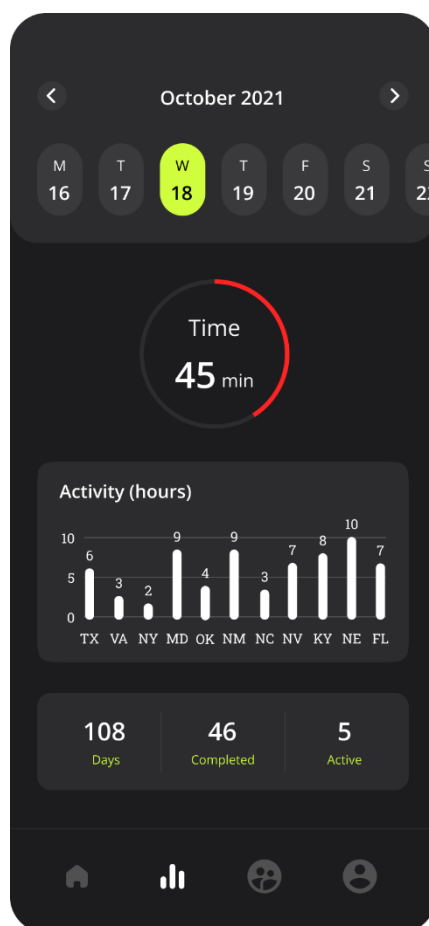 October 2021
M T W T F S S
16 17 18 19 20 21
Time
45 min
Activity (hours)
10
5
0
6 3 2 9 4 9 3 7 8 10 7
TX VA NY MD OK NM NC NV KY NE FL
108 46 5
Days Completed Active